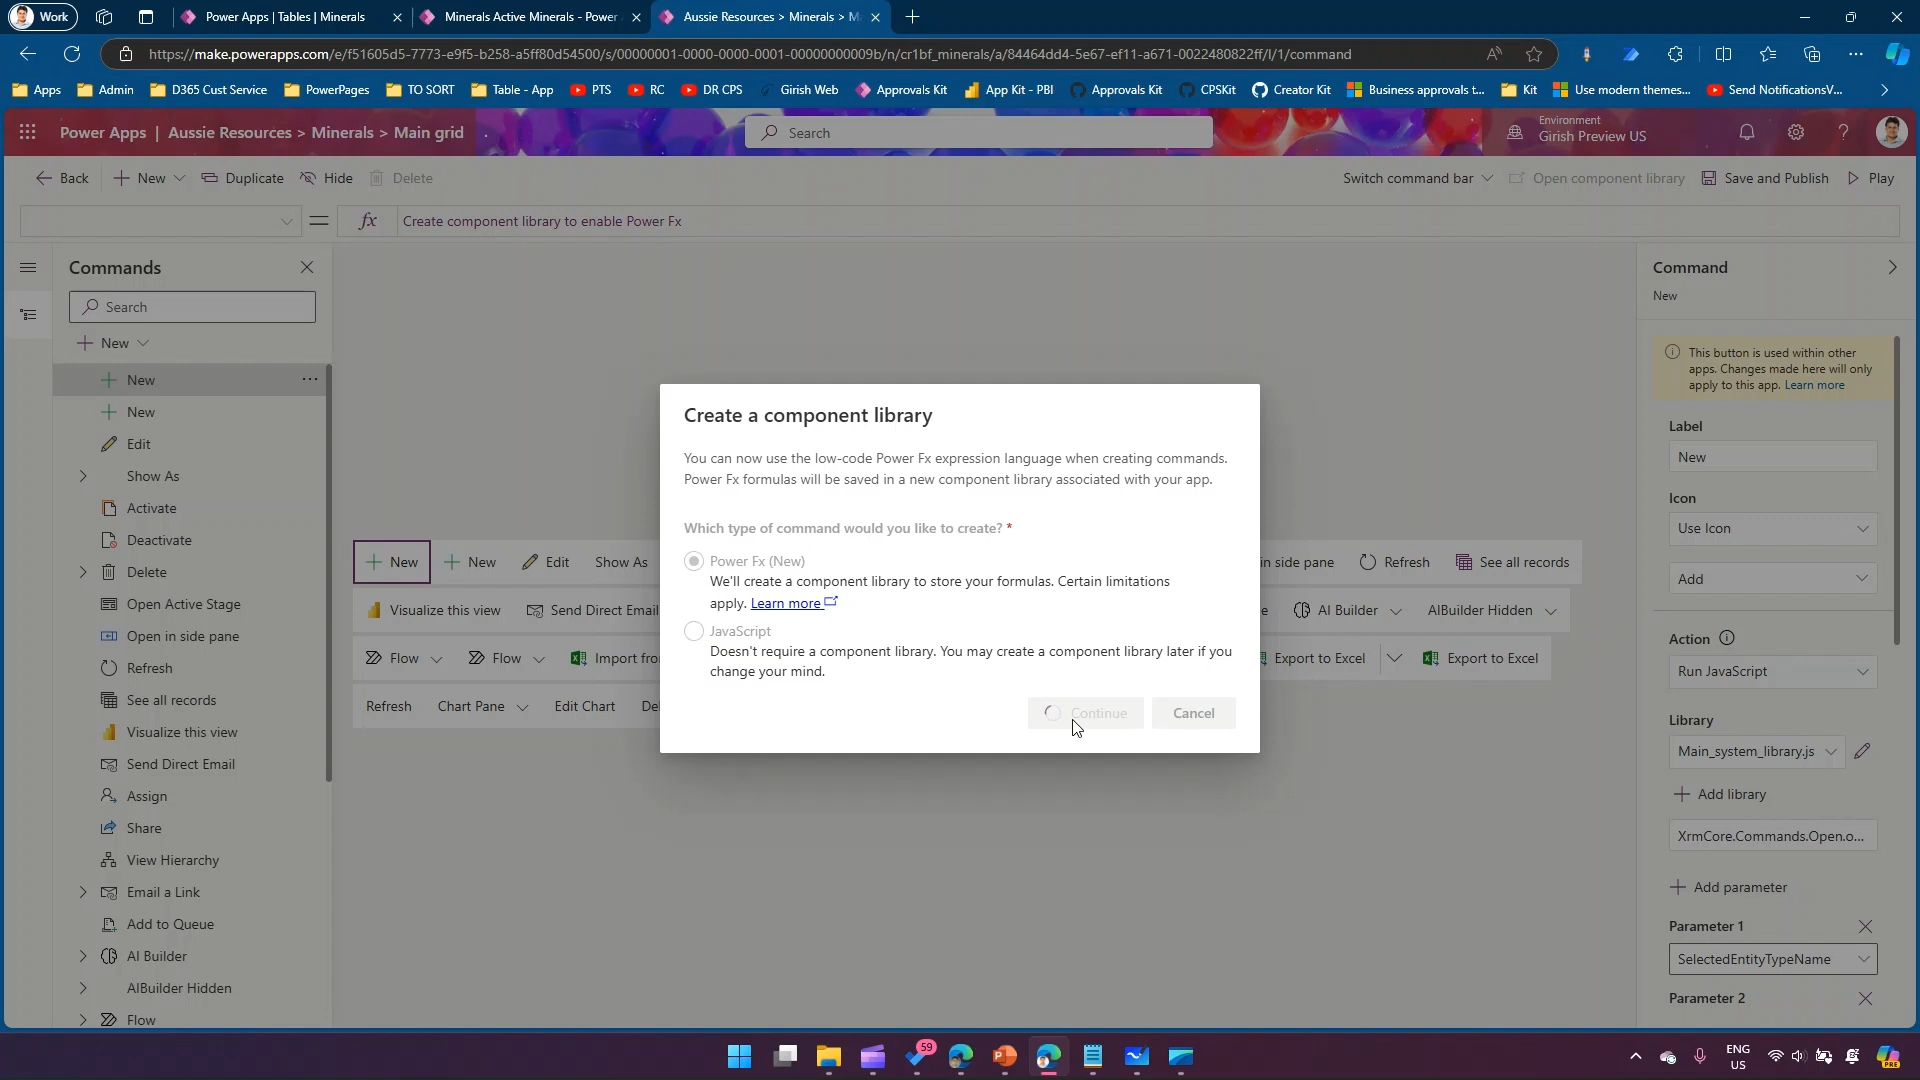 Work
Power Apps | Tables | Minerals
Minerals Active Minerals - Power
Aussie Resources > Minerals > M
https://make.powerapps.com/e/f51605d5-7773-e9f5-b258-a5ff80d54500/s/00000001-0000-0000-0001-00000000009b/n/cr1bf_minerals/a/84464dd4-5e67-ef11-a671-0022480822ff/l/1/command
Apps
Admin
D365 Cust Service
PowerPages
TO SORT
Table - App
PTS
RC
DR CPS
Girish Web
Approvals Kit
App Kit - PBI
Approvals Kit
CPSKit
Creator Kit
Business approvals t...
Kit
Use modern themes...
Send NotificationsV...
Power Apps | Aussie Resources > Minerals > Main grid
Search
Environment
Girish Preview US
Back
New
Duplicate
Hide
Delete
Switch command bar
Open component library
Save and Publish
Play
fx
Create component library to enable Power Fx
Commands
Search
New
New
New
Edit
Show As
Activate
Deactivate
Delete
Open Active Stage
Open in side pane
Refresh
See all records
Visualize this view
Send Direct Email
Assign
Share
View Hierarchy
Email a Link
Add to Queue
AI Builder
AIBuilder Hidden
Flow
New
New
Edit
Show As
in side pane
Refresh
See all records
Visualize this view
Send Direct Email
AI Builder
AIBuilder Hidden
Flow
Flow
Import fro
Export to Excel
Export to Excel
Refresh
Chart Pane
Edit Chart
Del
Create a component library
You can now use the low-code Power Fx expression language when creating commands.
Power Fx formulas will be saved in a new component library associated with your app.
Which type of command would you like to create? *
Power Fx (New)
We'll create a component library to store your formulas. Certain limitations
apply. Learn more
JavaScript
Doesn't require a component library. You may create a component library later if you
change your mind.
Continue
Cancel
Command
New
This button is used within other
apps. Changes made here will only
apply to this app. Learn more
Label
New
Icon
Use Icon
Add
Action
Run JavaScript
Library
Main_system_library.js
Add library
XrmCore.Commands.Open.o...
Add parameter
Parameter 1
SelectedEntityTypeName
Parameter 2
59
ENG
US
PRE